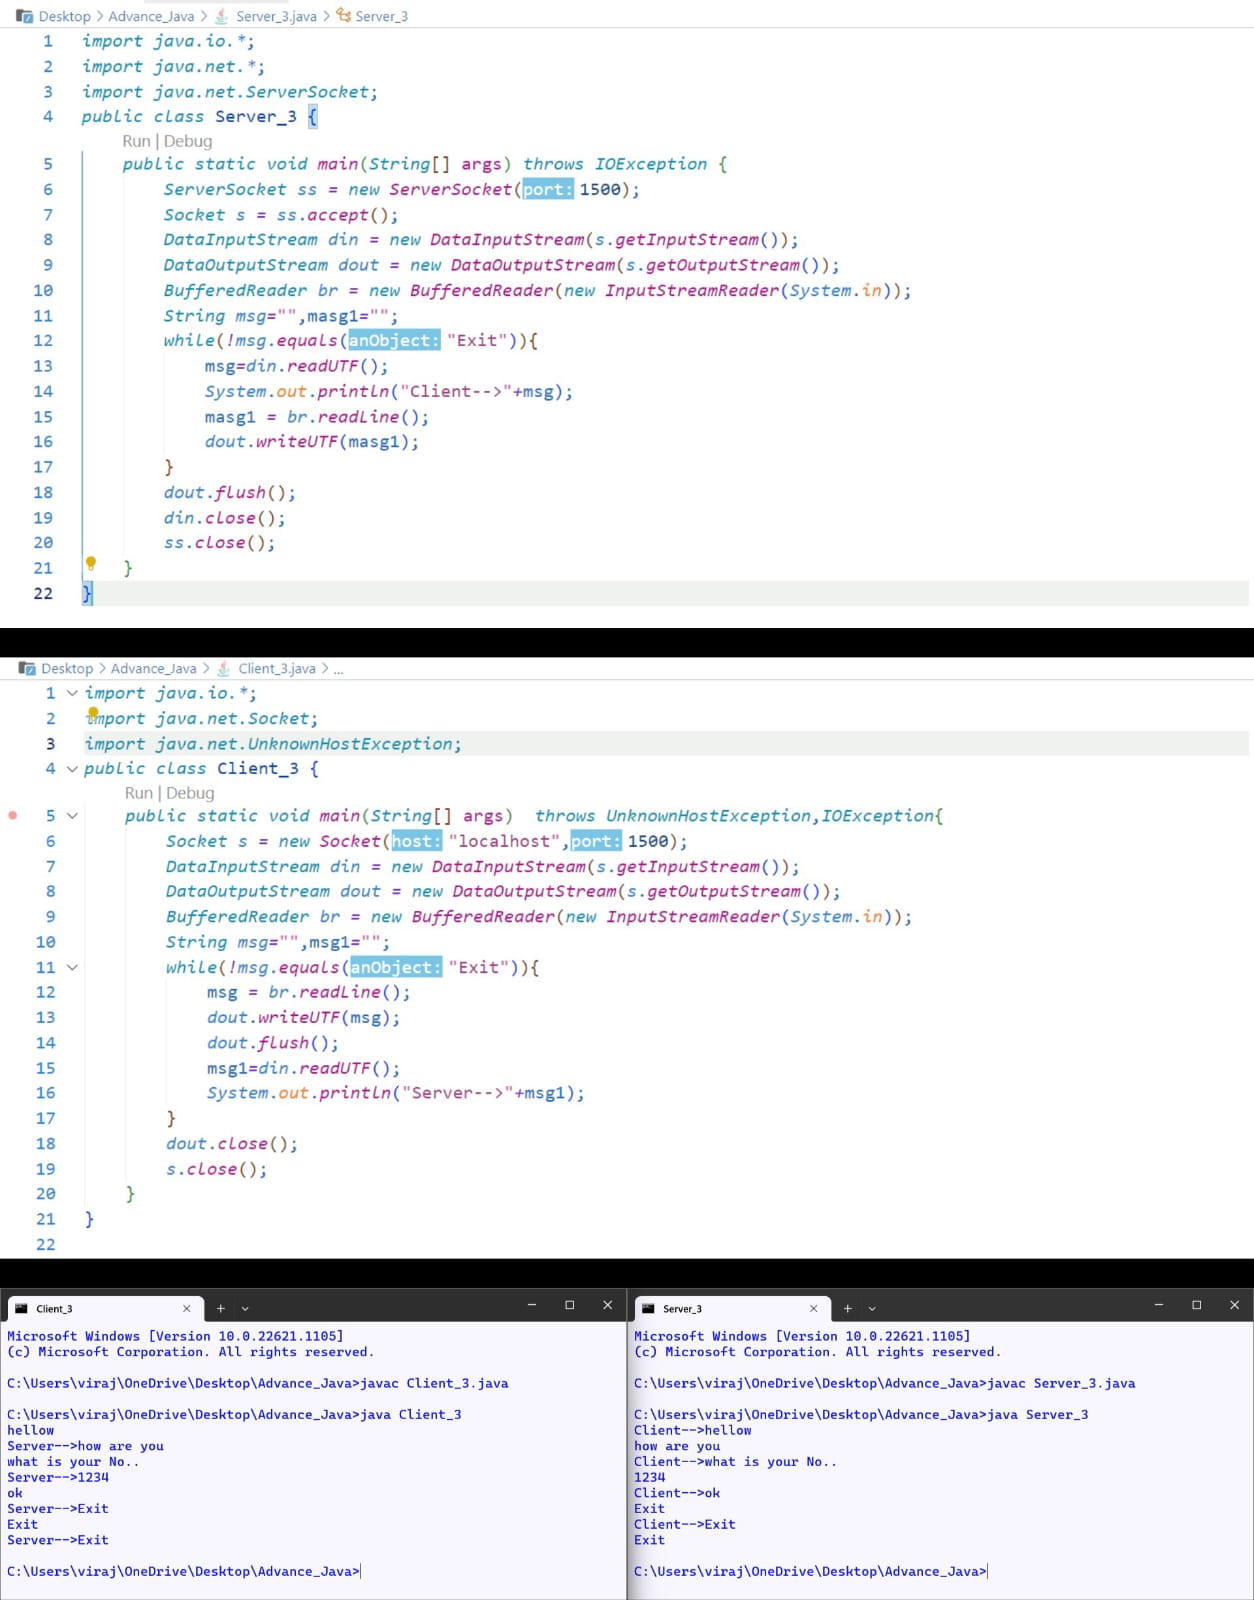 Desktop > Advance_Java > Server_3.java > Server_3
1 import java.io.*;
2 import java.net.*;
3 import java.net.ServerSocket;
4 public class Server_3 {
Run | Debug
5 public static void main(String[] args) throws IOException {
6 ServerSocket ss = new ServerSocket(port: 1500);
7 Socket s = ss.accept();
8 DataInputStream din = new DataInputStream(s.getInputStream());
9 DataOutputStream dout = new DataOutputStream(s.getOutputStream());
10 BufferedReader br = new BufferedReader(new InputStreamReader(System.in));
11 String msg="",masg1="";
12 while(!msg.equals(anObject: "Exit")){
13 msg=din.readUTF();
14 System.out.println("Client-->"+msg);
15 masg1 = br.readLine();
16 dout.writeUTF(masg1);
17 }
18 dout.flush();
19 din.close();
20 ss.close();
21 }
22 }
Desktop > Advance_Java > Client_3.java > ...
1 import java.io.*;
2 import java.net.Socket;
3 import java.net.UnknownHostException;
4 public class Client_3 {
Run | Debug
5 public static void main(String[] args)  throws UnknownHostException,IOException{
6 Socket s = new Socket(host: "localhost",port: 1500);
7 DataInputStream din = new DataInputStream(s.getInputStream());
8 DataOutputStream dout = new DataOutputStream(s.getOutputStream());
9 BufferedReader br = new BufferedReader(new InputStreamReader(System.in));
10 String msg="",msg1="";
11 while(!msg.equals(anObject: "Exit")){
12 msg = br.readLine();
13 dout.writeUTF(msg);
14 dout.flush();
15 msg1=din.readUTF();
16 System.out.println("Server-->"+msg1);
17 }
18 dout.close();
19 s.close();
20 }
21 }
22
Client_3
Microsoft Windows [Version 10.0.22621.1105]
(c) Microsoft Corporation. All rights reserved.
C:\Users\viraj\OneDrive\Desktop\Advance_Java>javac Client_3.java
C:\Users\viraj\OneDrive\Desktop\Advance_Java>java Client_3
hellow
Server-->how are you
what is your No..
Server-->1234
ok
Server-->Exit
Exit
Server-->Exit
C:\Users\viraj\OneDrive\Desktop\Advance_Java>
Server_3
Microsoft Windows [Version 10.0.22621.1105]
(c) Microsoft Corporation. All rights reserved.
C:\Users\viraj\OneDrive\Desktop\Advance_Java>javac Server_3.java
C:\Users\viraj\OneDrive\Desktop\Advance_Java>java Server_3
Client-->hellow
how are you
Client-->what is your No..
1234
Client-->ok
Exit
Client-->Exit
Exit
C:\Users\viraj\OneDrive\Desktop\Advance_Java>